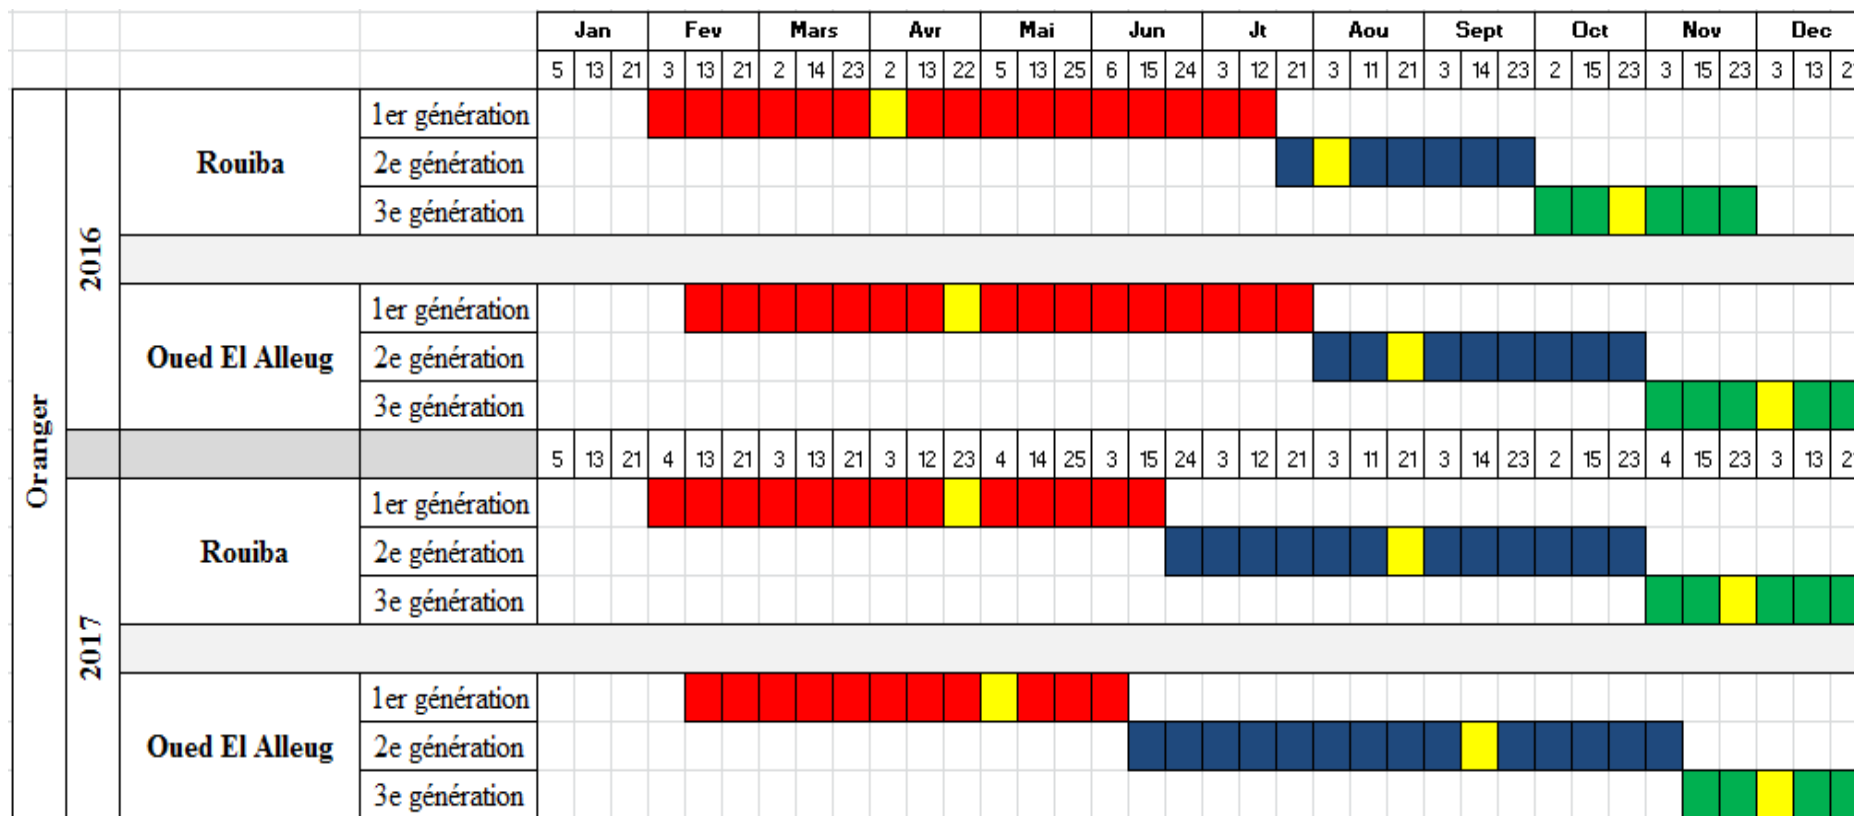 Jan Fev Mars Avr Mai Jun Jt Aou Sept Oct Nov Dec
5 13 21 3 13 21 2 14 23 2 13 22 5 13 25 6 15 24 3 12 21 3 11 21 3 14 23 2 15 23 3 15 23 3 13
Oranger
2016
Rouiba
1er génération
2e génération
3e génération
Oued El Alleug
1er génération
2e génération
3e génération
5 13 21 4 13 21 3 13 21 3 12 23 4 14 25 3 15 24 3 12 21 3 11 21 3 14 23 2 15 23 4 15 23 3 13
2017
Rouiba
1er génération
2e génération
3e génération
Oued El Alleug
1er génération
2e génération
3e génération